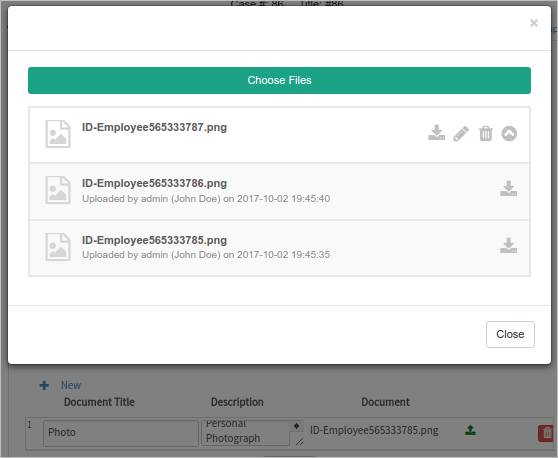 Case #: 86 Title: #86
×
Choose Files
ID-Employee565333787.png
ID-Employee565333786.png
Uploaded by admin (John Doe) on 2017-10-02 19:45:40
ID-Employee565333785.png
Uploaded by admin (John Doe) on 2017-10-02 19:45:35
Close
New
Document Title Description Document
1 Photo Personal ID-Employee565333785.png
Photograph